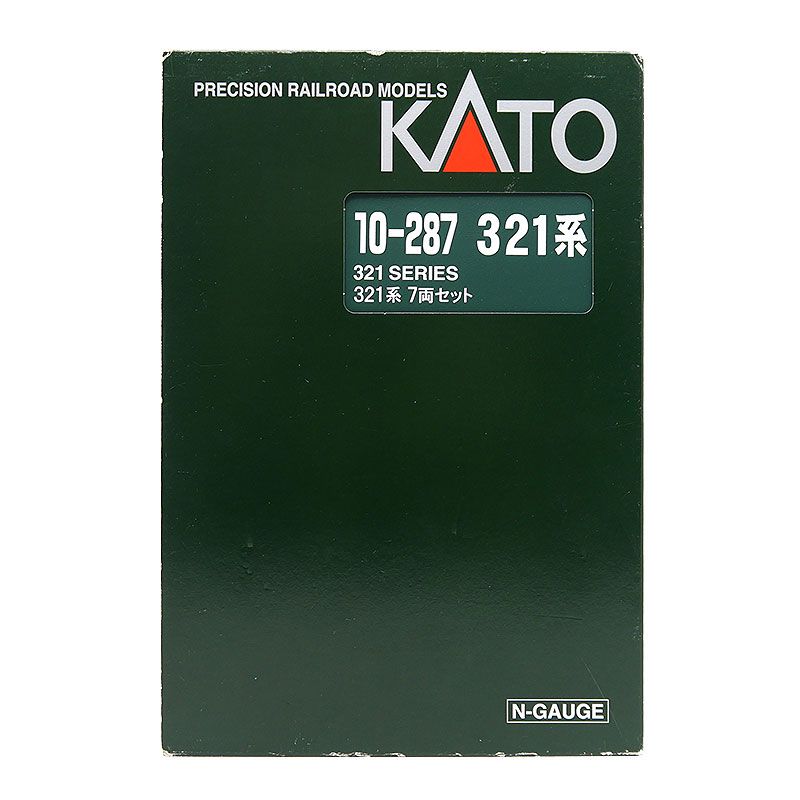 PRECISION RAILROAD MODELS
KATO
10-287 321系
321 SERIES
321系 7両セット
N-GAUGE